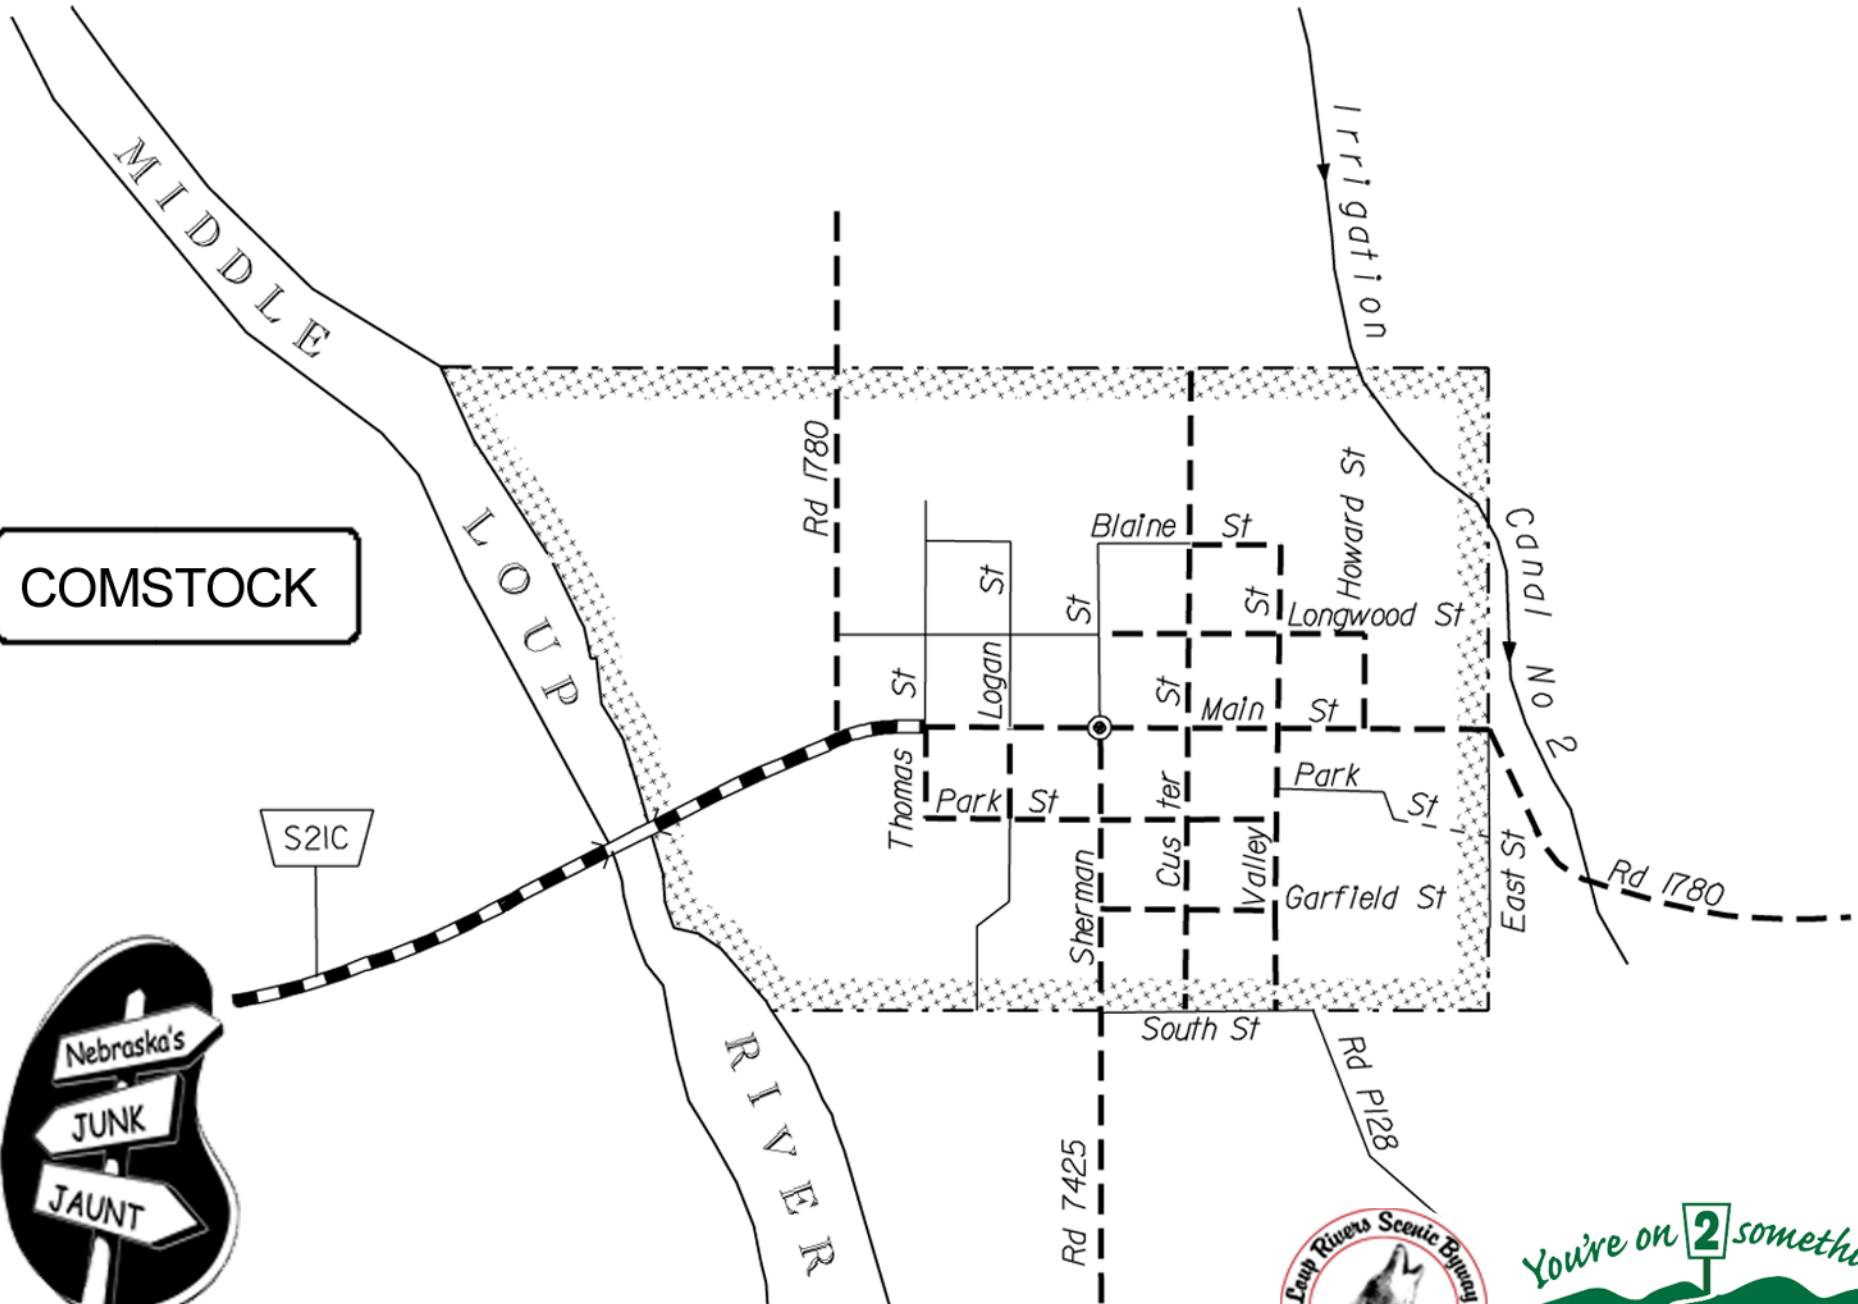 MIDDLE
LOUP
RIVER
Irrigation
Canal No 2
COMSTOCK
Rd 1780
Blaine St
Howard St
Longwood St
St
St
St
Logan St
St
Main St
Thomas
Park St
Park St
Custer
Valley
Sherman
Garfield St
East St
Rd 1780
S21C
South St
Rd P128
Rd 7425
Nebraska's
JUNK
JAUNT
Loup Rivers Scenic Byway
You're on 2